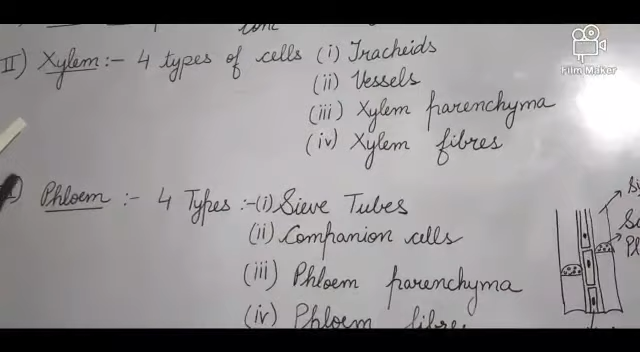 II) Xylem :- 4 types of cells (i) Tracheids
(ii) Vessels
(iii) Xylem parenchyma
(iv) Xylem fibres
Phloem :- 4 Types :- (i) Sieve Tubes
(ii) Companion cells
(iii) Phloem parenchyma
(iv) Phloem fibres
Film Maker